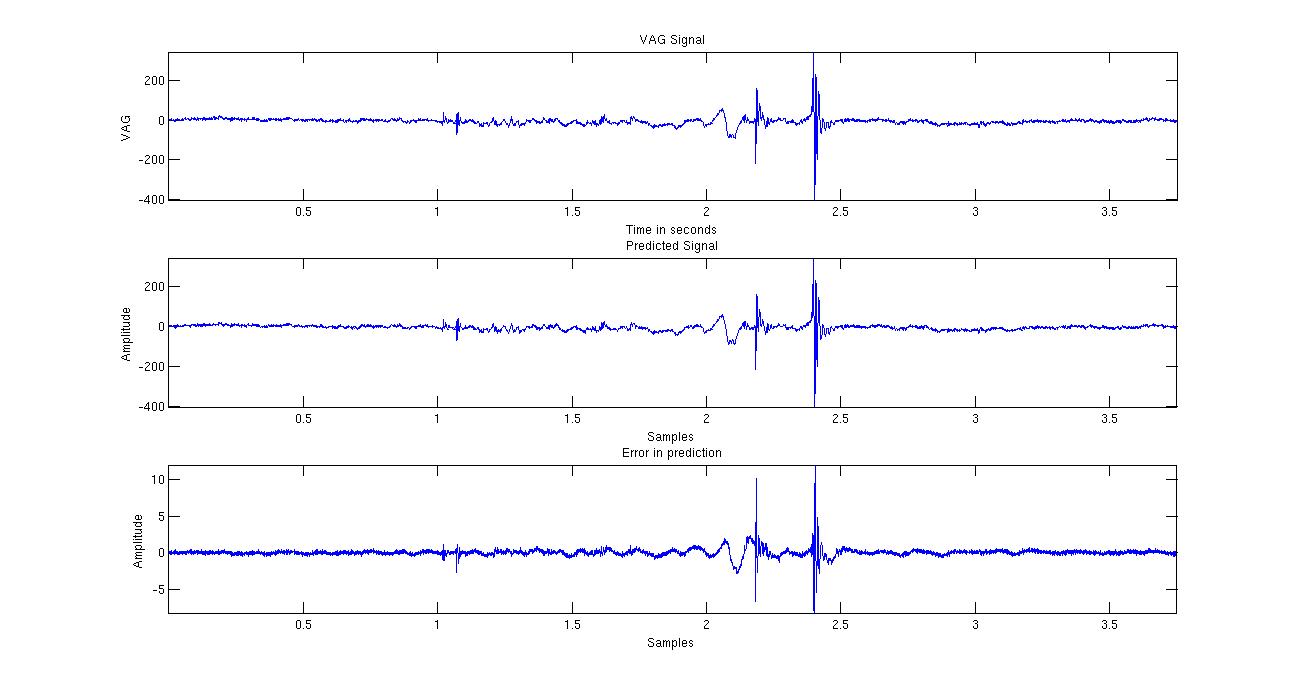 VAG Signal
VAG
200
0
-200
-400
0.5 1 1.5 2 2.5 3 3.5
Time in seconds
Predicted Signal
Amplitude
200
0
-200
-400
0.5 1 1.5 2 2.5 3 3.5
Samples
Error in prediction
Amplitude
10
5
0
-5
0.5 1 1.5 2 2.5 3 3.5
Samples